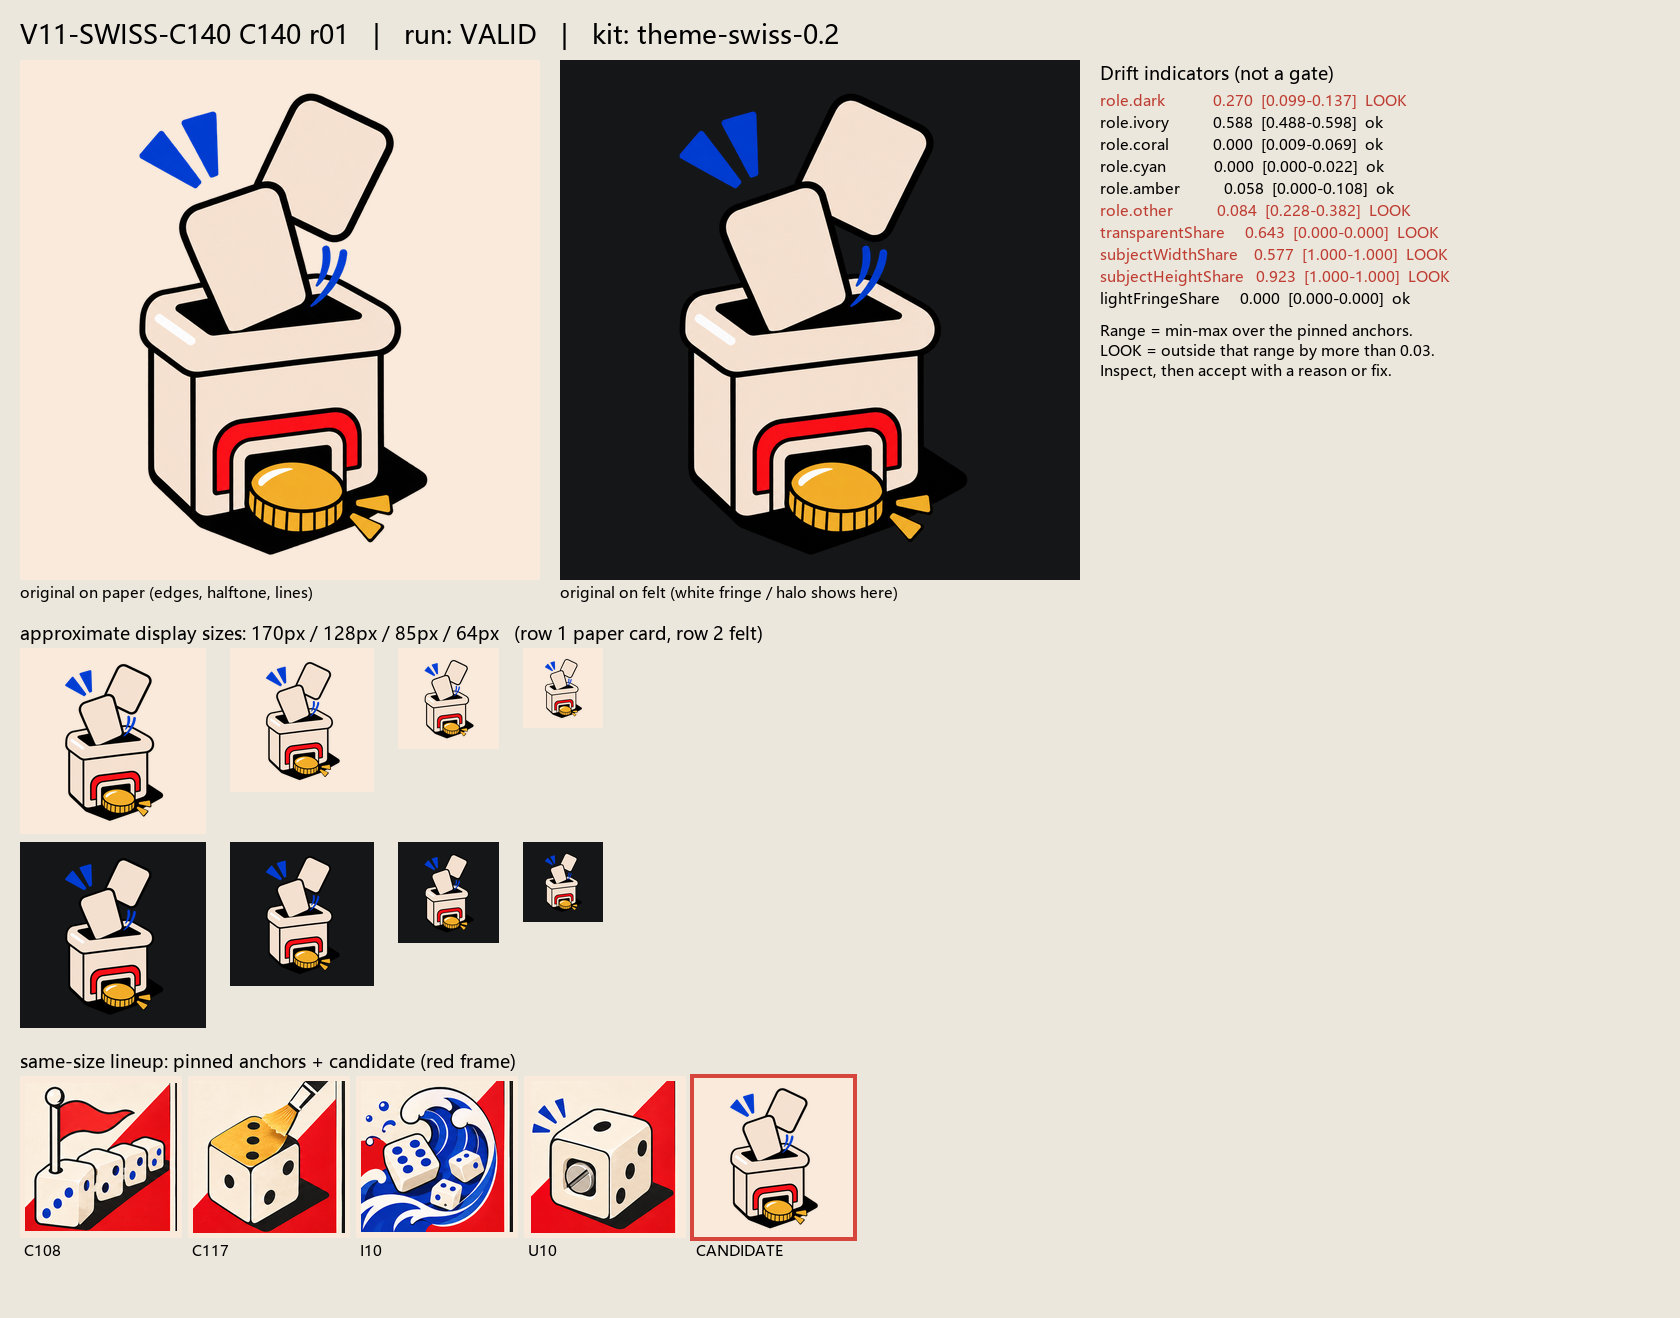 V11-SWISS-C140 C140 r01   |   run: VALID   |   kit: theme-swiss-0.2
Drift indicators (not a gate)
role.dark 0.270 [0.099-0.137] LOOK
role.ivory 0.588 [0.488-0.598] ok
role.coral 0.000 [0.009-0.069] ok
role.cyan 0.000 [0.000-0.022] ok
role.amber 0.058 [0.000-0.108] ok
role.other 0.084 [0.228-0.382] LOOK
transparentShare 0.643 [0.000-0.000] LOOK
subjectWidthShare 0.577 [1.000-1.000] LOOK
subjectHeightShare 0.923 [1.000-1.000] LOOK
lightFringeShare 0.000 [0.000-0.000] ok
Range = min-max over the pinned anchors.
LOOK = outside that range by more than 0.03.
Inspect, then accept with a reason or fix.
original on paper (edges, halftone, lines)
original on felt (white fringe / halo shows here)
approximate display sizes: 170px / 128px / 85px / 64px (row 1 paper card, row 2 felt)
same-size lineup: pinned anchors + candidate (red frame)
C108
C117
I10
U10
CANDIDATE